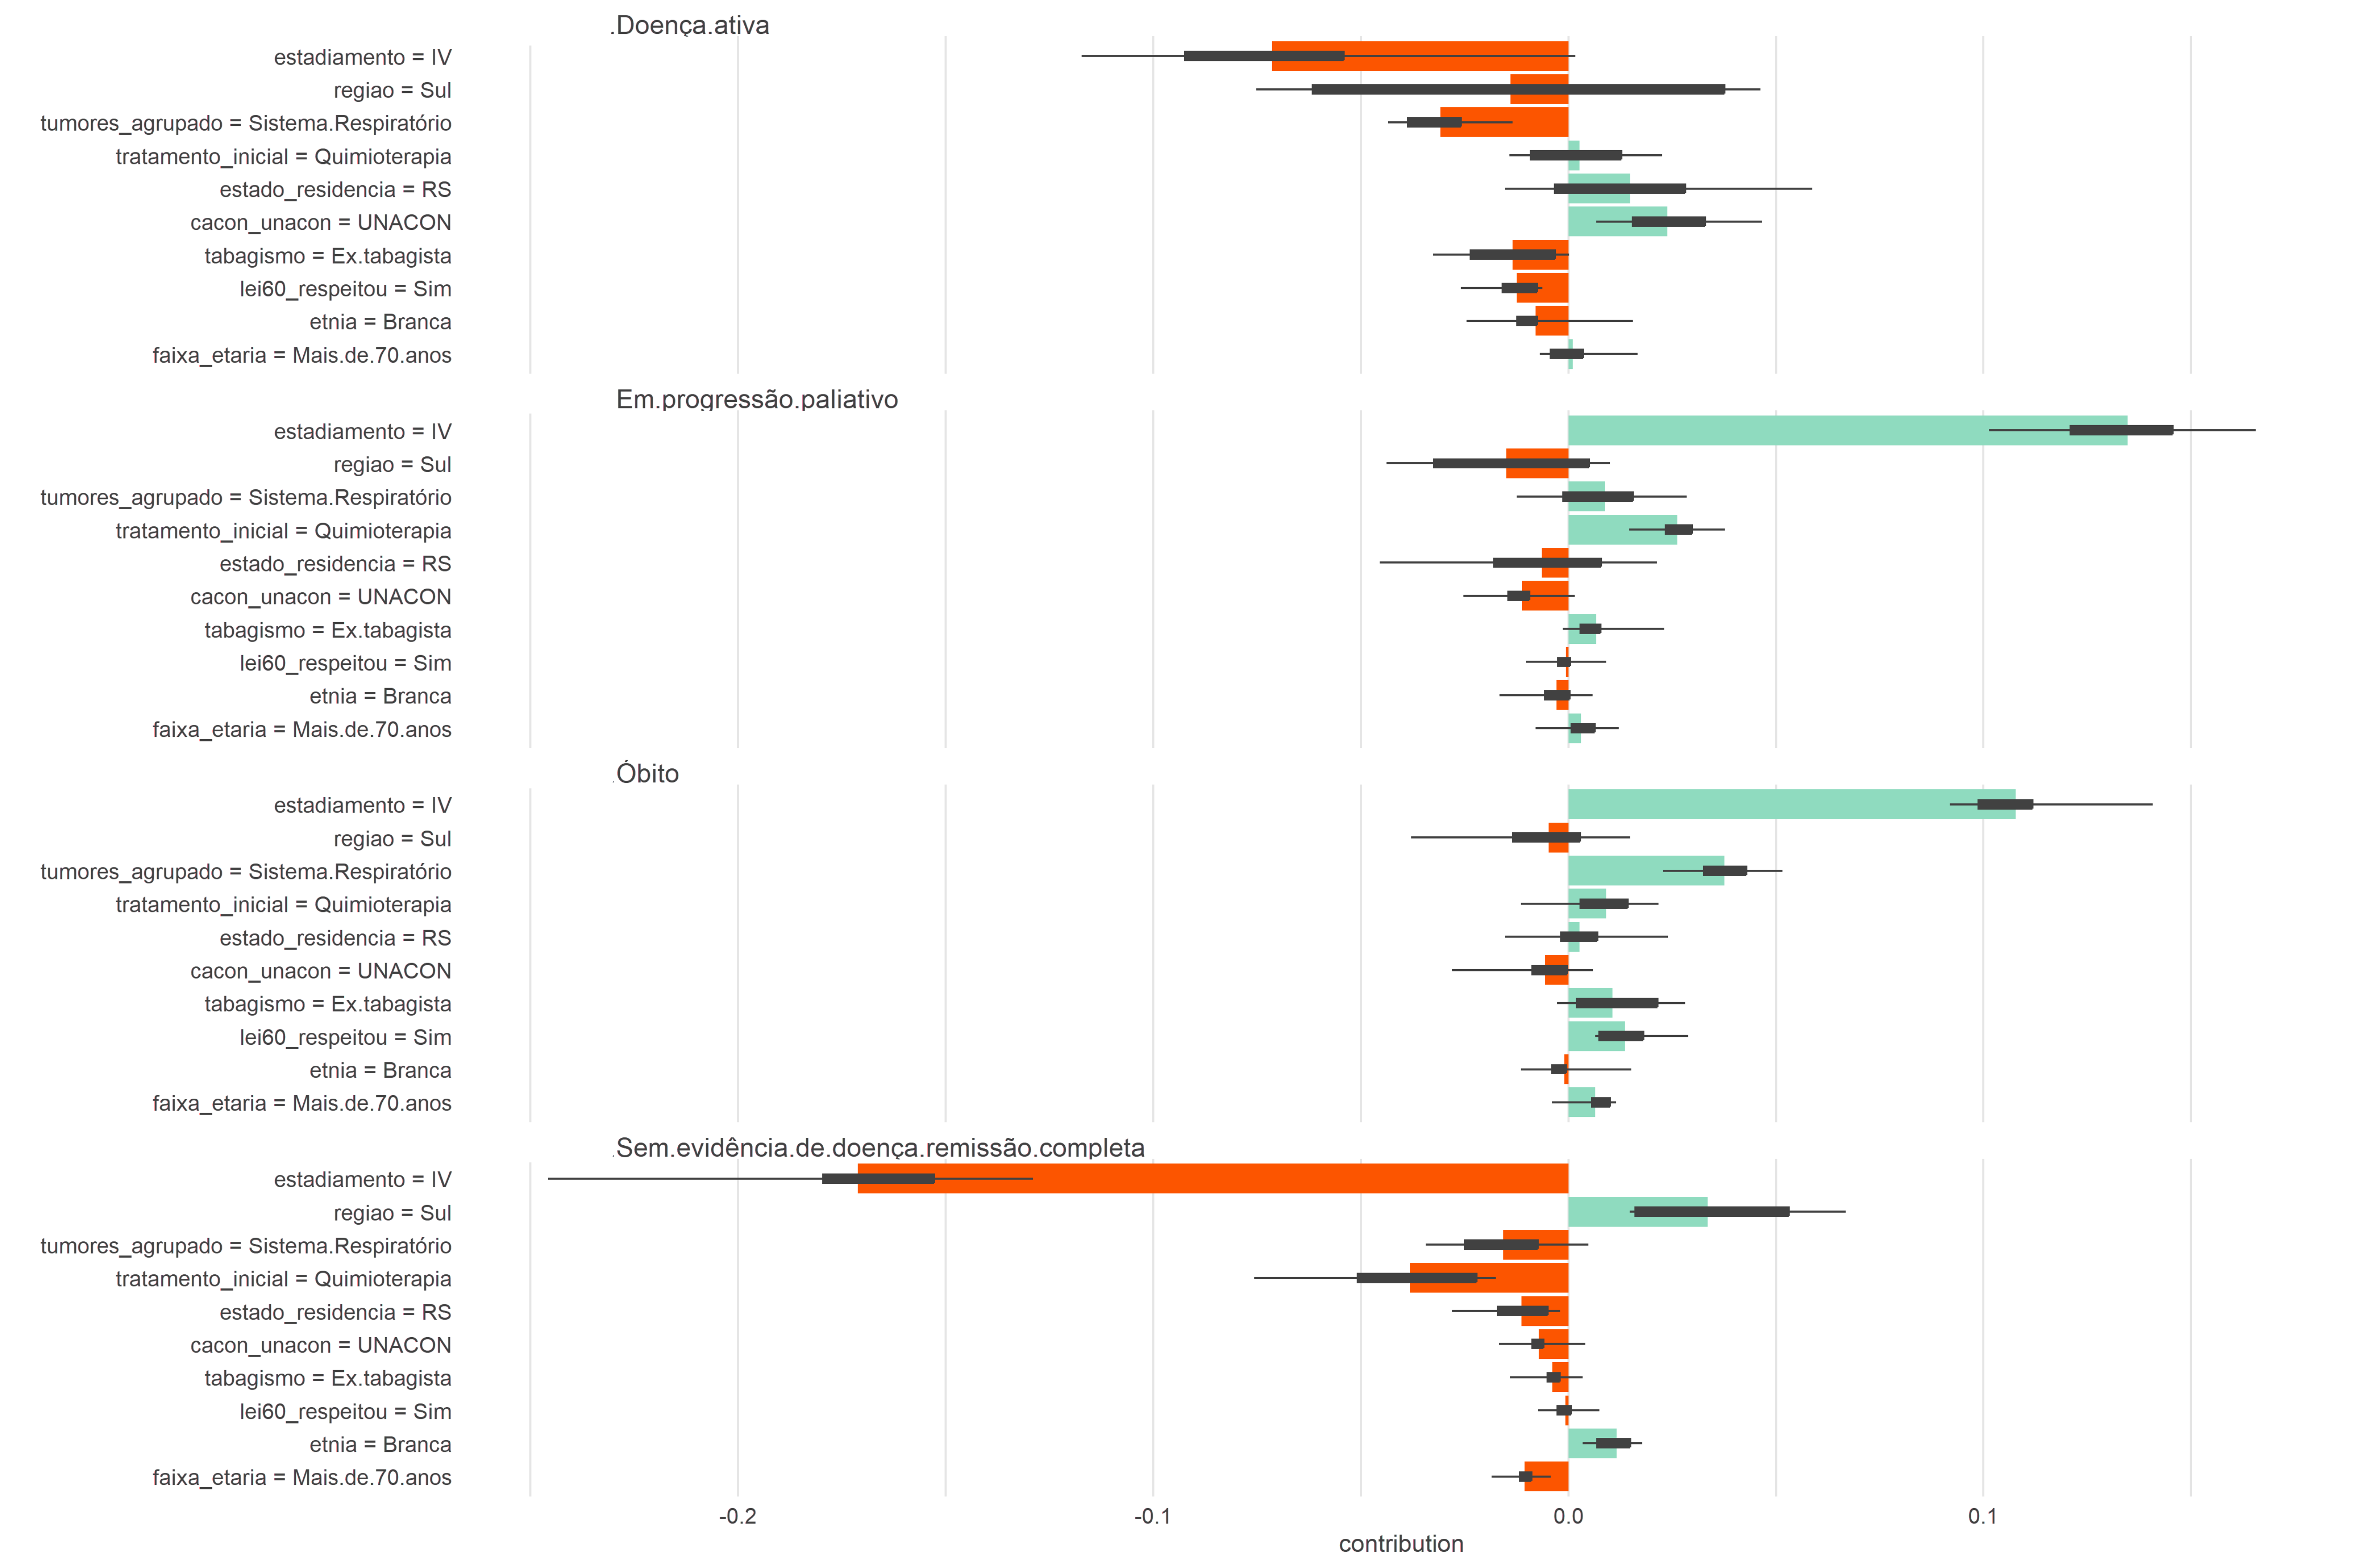 .Doença.ativa
estadiamento = IV
regiao = Sul
tumores_agrupado = Sistema.Respiratório
tratamento_inicial = Quimioterapia
estado_residencia = RS
cacon_unacon = UNACON
tabagismo = Ex.tabagista
lei60_respeitou = Sim
etnia = Branca
faixa_etaria = Mais.de.70.anos
Em.progressão.paliativo
estadiamento = IV
regiao = Sul
tumores_agrupado = Sistema.Respiratório
tratamento_inicial = Quimioterapia
estado_residencia = RS
cacon_unacon = UNACON
tabagismo = Ex.tabagista
lei60_respeitou = Sim
etnia = Branca
faixa_etaria = Mais.de.70.anos
.Óbito
estadiamento = IV
regiao = Sul
tumores_agrupado = Sistema.Respiratório
tratamento_inicial = Quimioterapia
estado_residencia = RS
cacon_unacon = UNACON
tabagismo = Ex.tabagista
lei60_respeitou = Sim
etnia = Branca
faixa_etaria = Mais.de.70.anos
.Sem.evidência.de.doença.remissão.completa
estadiamento = IV
regiao = Sul
tumores_agrupado = Sistema.Respiratório
tratamento_inicial = Quimioterapia
estado_residencia = RS
cacon_unacon = UNACON
tabagismo = Ex.tabagista
lei60_respeitou = Sim
etnia = Branca
faixa_etaria = Mais.de.70.anos
-0.2 -0.1 0.0 0.1
contribution